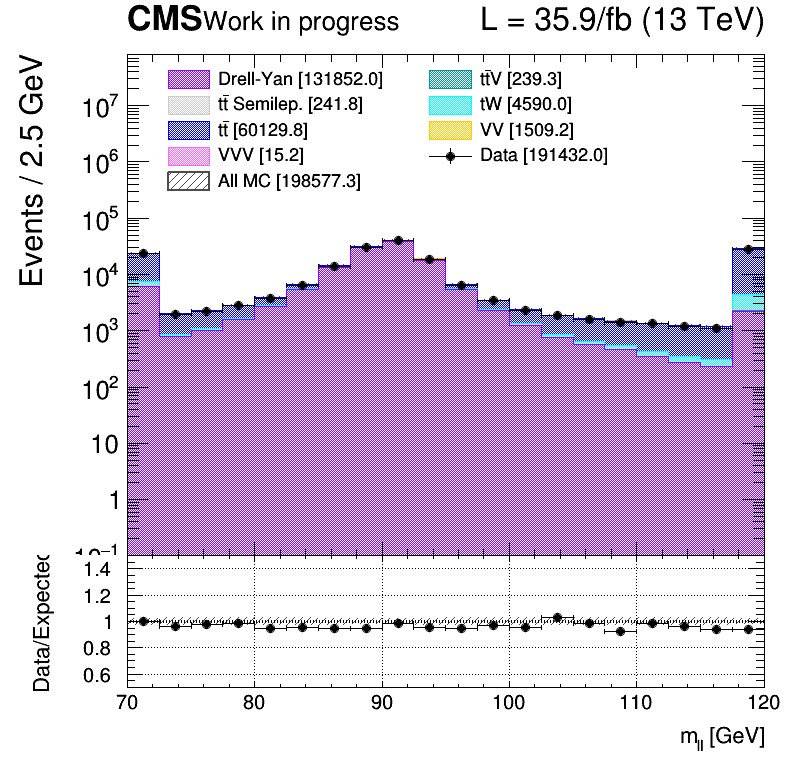 CMS Work in progress L = 35.9/fb (13 TeV)
Events / 2.5 GeV
Drell-Yan [131852.0] tt̄V [239.3]
tt̄ Semilep. [241.8] tW [4590.0]
tt̄ [60129.8] VV [1509.2]
VVV [15.2] Data [191432.0]
All MC [198577.3]
10⁷
10⁶
10⁵
10⁴
10³
10²
10
1
10⁻¹
Data/Expected
1.4
1.2
1
0.8
0.6
70 80 90 100 110 120
m_ll [GeV]